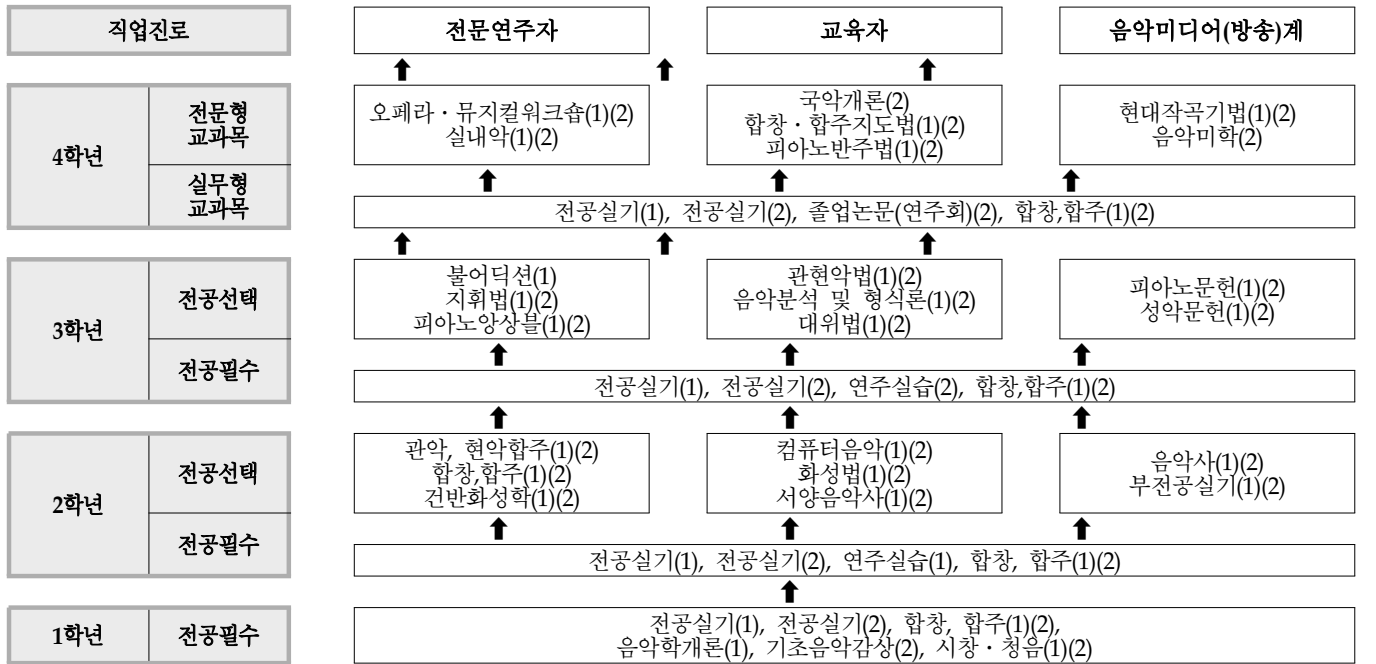 직업진로
전문연주자
교육자
음악미디어(방송)계
4학년
전문형
교과목
오페라・뮤지컬워크숍(1)(2)
실내악(1)(2)
국악개론(2)
합창・합주지도법(1)(2)
피아노반주법(1)(2)
현대작곡기법(1)(2)
음악미학(2)
실무형
교과목
전공실기(1), 전공실기(2), 졸업논문(연주회)(2), 합창,합주(1)(2)
3학년
전공선택
불어딕션(1)
지휘법(1)(2)
피아노앙상블(1)(2)
관현악법(1)(2)
음악분석 및 형식론(1)(2)
대위법(1)(2)
피아노문헌(1)(2)
성악문헌(1)(2)
전공필수
전공실기(1), 전공실기(2), 연주실습(2), 합창,합주(1)(2)
2학년
전공선택
관악, 현악합주(1)(2)
합창,합주(1)(2)
건반화성학(1)(2)
컴퓨터음악(1)(2)
화성법(1)(2)
서양음악사(1)(2)
음악사(1)(2)
부전공실기(1)(2)
전공필수
전공실기(1), 전공실기(2), 연주실습(1), 합창, 합주(1)(2)
1학년
전공필수
전공실기(1), 전공실기(2), 합창, 합주(1)(2),
음악학개론(1), 기초음악감상(2), 시창・청음(1)(2)